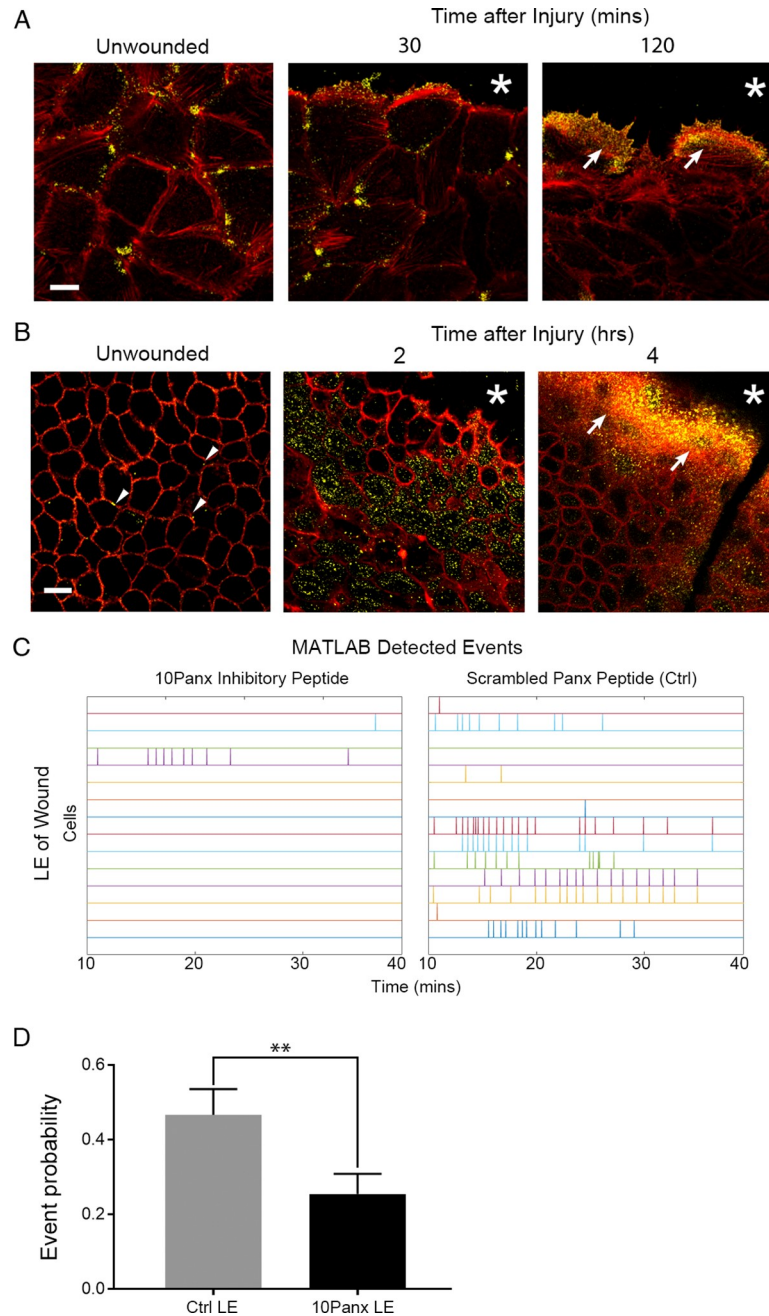 A
Time after Injury (mins)
Unwounded
30
120
*
*
B
Time after Injury (hrs)
Unwounded
2
4
*
*
C
MATLAB Detected Events
10Panx Inhibitory Peptide
Scrambled Panx Peptide (Ctrl)
LE of Wound
Cells
10
20
30
40
10
20
30
40
Time (mins)
D
**
Event probability
0.6
0.4
0.2
0.0
Ctrl LE
10Panx LE